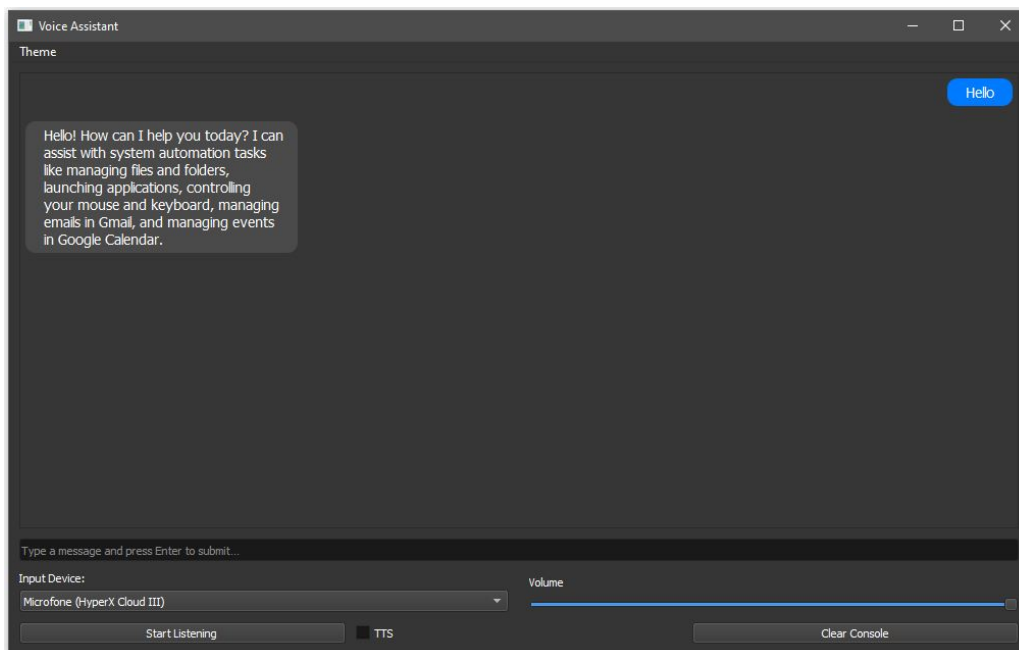 Voice Assistant
Theme
Hello
Hello! How can I help you today? I can
assist with system automation tasks
like managing files and folders,
launching applications, controlling
your mouse and keyboard, managing
emails in Gmail, and managing events
in Google Calendar.
Type a message and press Enter to submit...
Input Device:
Volume
Microfone (HyperX Cloud III)
Start Listening
TTS
Clear Console